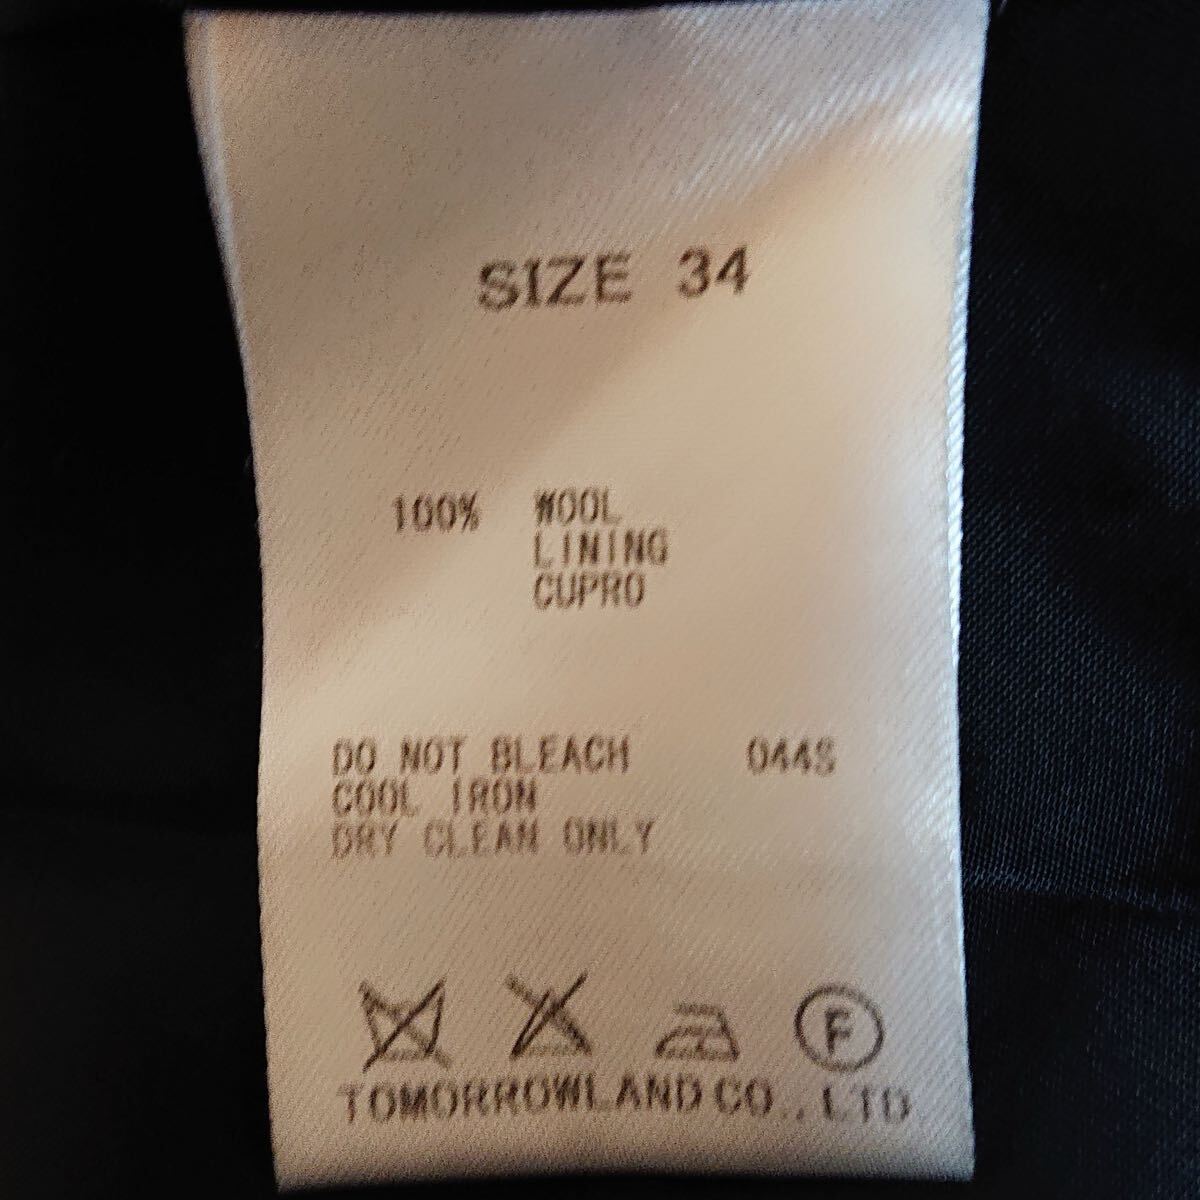 SIZE 34
100% WOOL
LINING
CUPRO
DO NOT BLEACH 044S
COOL IRON
DRY CLEAN ONLY
F
TOMORROWLAND CO., LTD